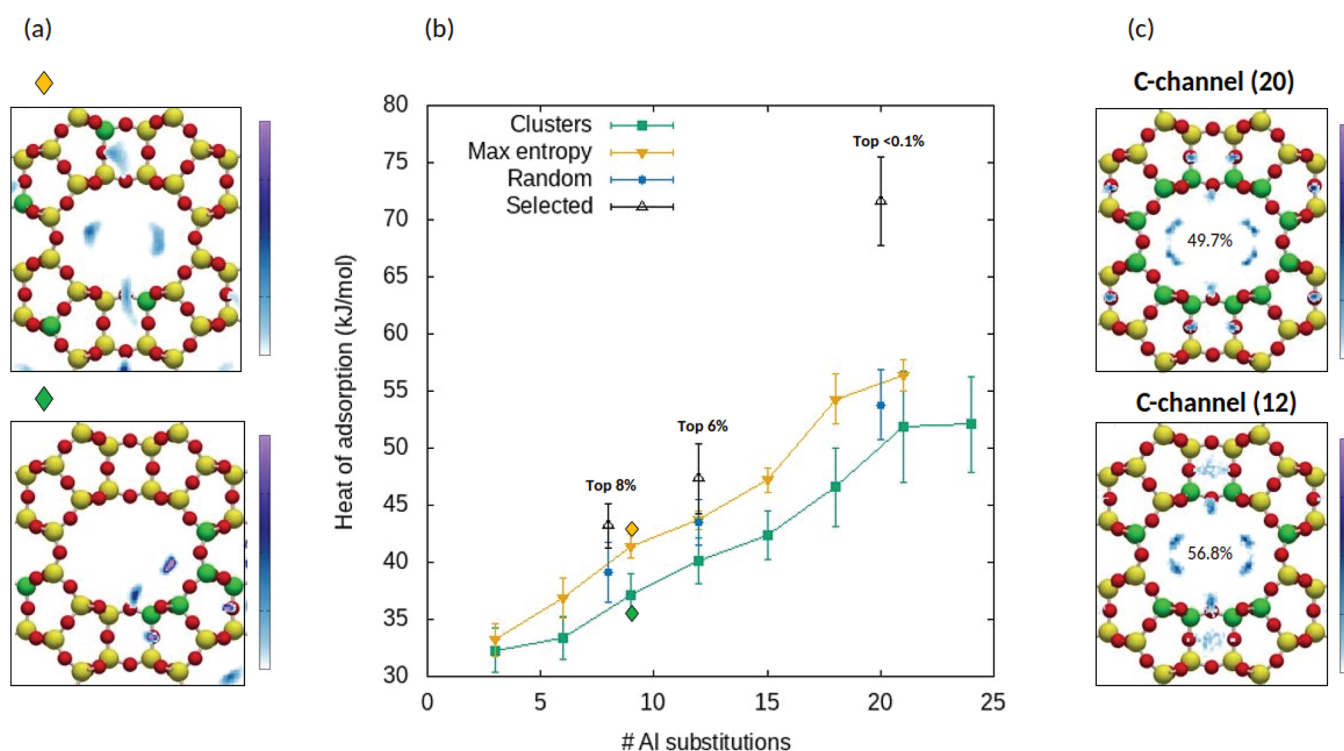 (a)
(b)
(c)
C-channel (20)
49.7%
C-channel (12)
56.8%
Heat of adsorption (kJ/mol)
80
75
70
65
60
55
50
45
40
35
30
0
5
10
15
20
25
# Al substitutions
Clusters
Max entropy
Random
Selected
Top 8%
Top 6%
Top <0.1%